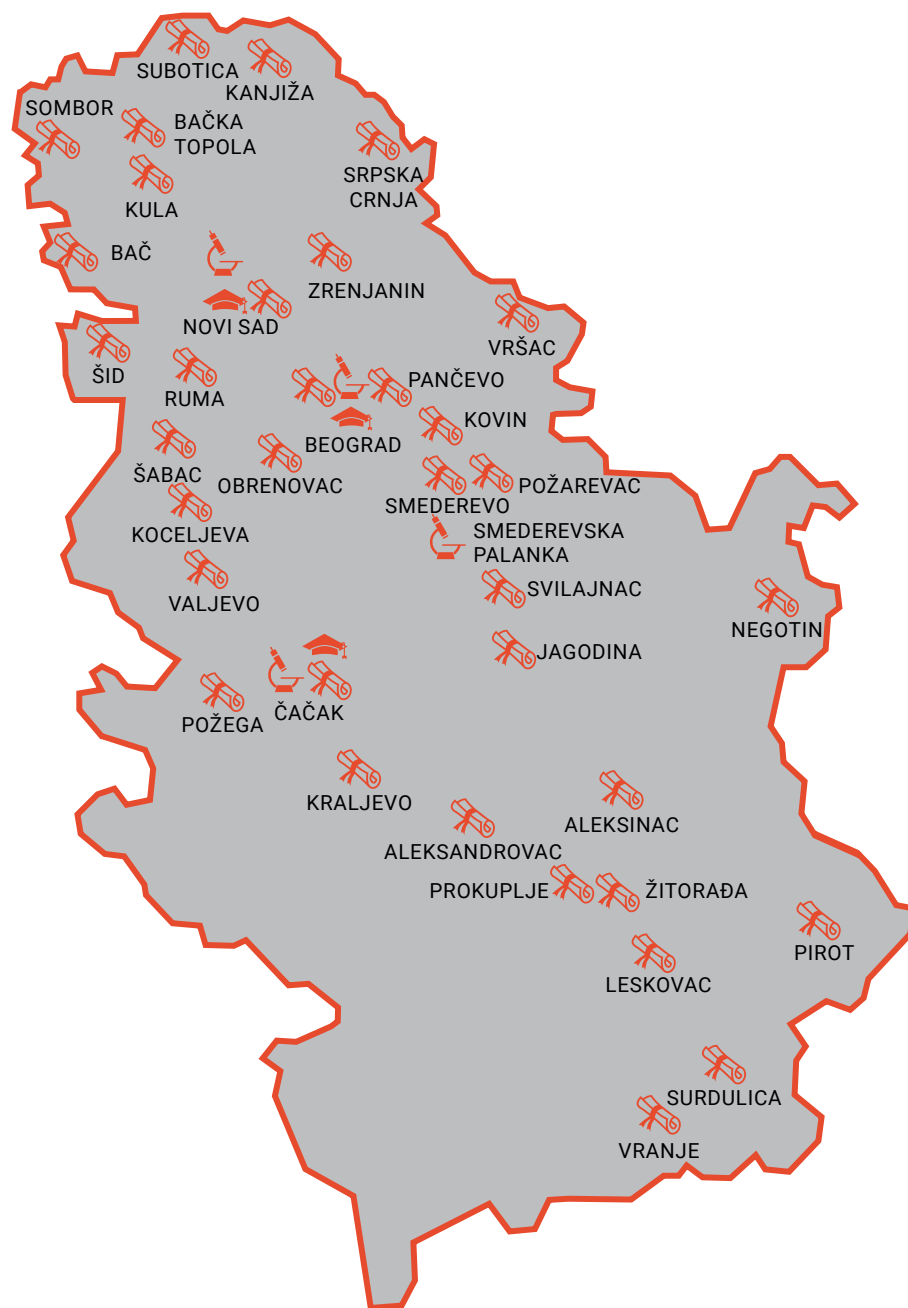 SUBOTICA
KANJIŽA
SOMBOR
BAČKA
TOPOLA
SRPSKA
CRNJA
KULA
BAČ
ZRENJANIN
NOVI SAD
VRŠAC
ŠID
RUMA
PANČEVO
KOVIN
BEOGRAD
ŠABAC
OBRENOVAC
POŽAREVAC
SMEDEREVO
KOCELJEVA
SMEDEREVSKA
PALANKA
VALJEVO
SVILAJNAC
NEGOTIN
JAGODINA
POŽEGA
ČAČAK
KRALJEVO
ALEKSINAC
ALEKSANDROVAC
PROKUPLJE
ŽITORAĐA
PIROT
LESKOVAC
SURDULICA
VRANJE